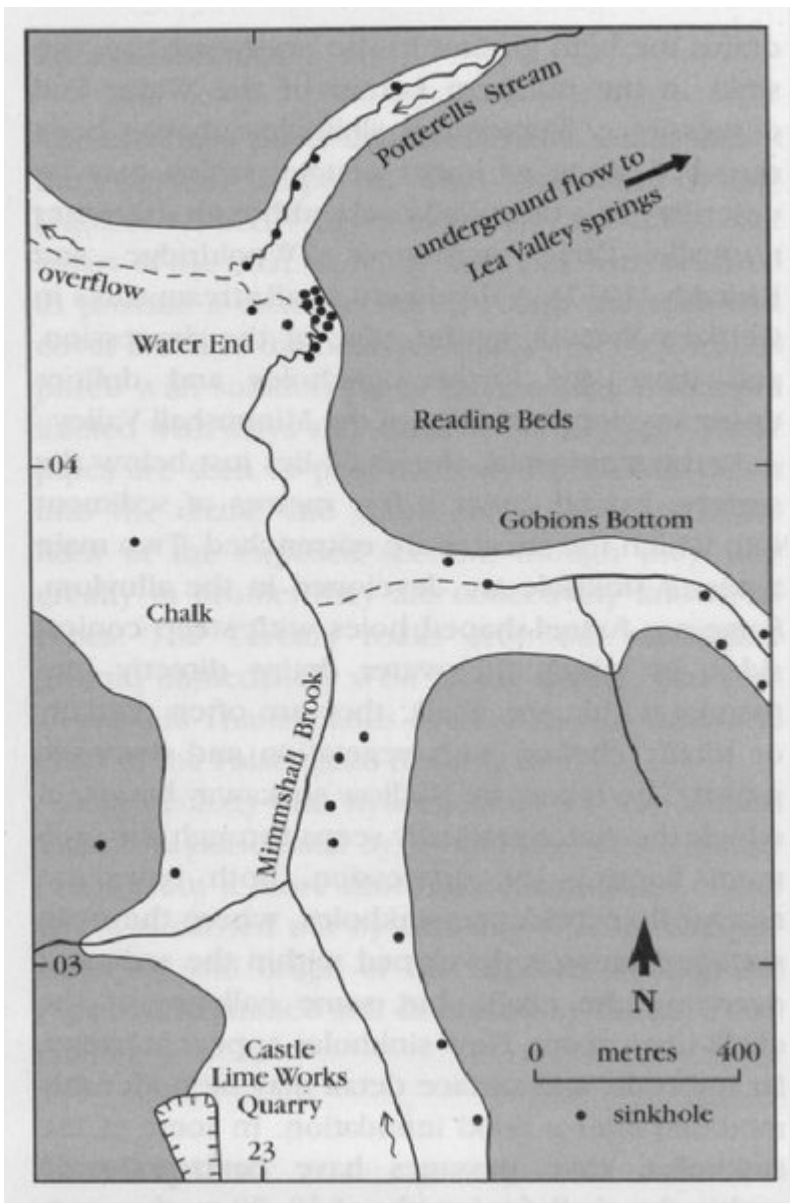 Potterells Stream
underground flow to
Lea Valley springs
overflow
Water End
Reading Beds
04
Gobions Bottom
Chalk
Mimmshall Brook
03
N
0 metres 400
Castle
Lime Works
Quarry
23
sinkhole